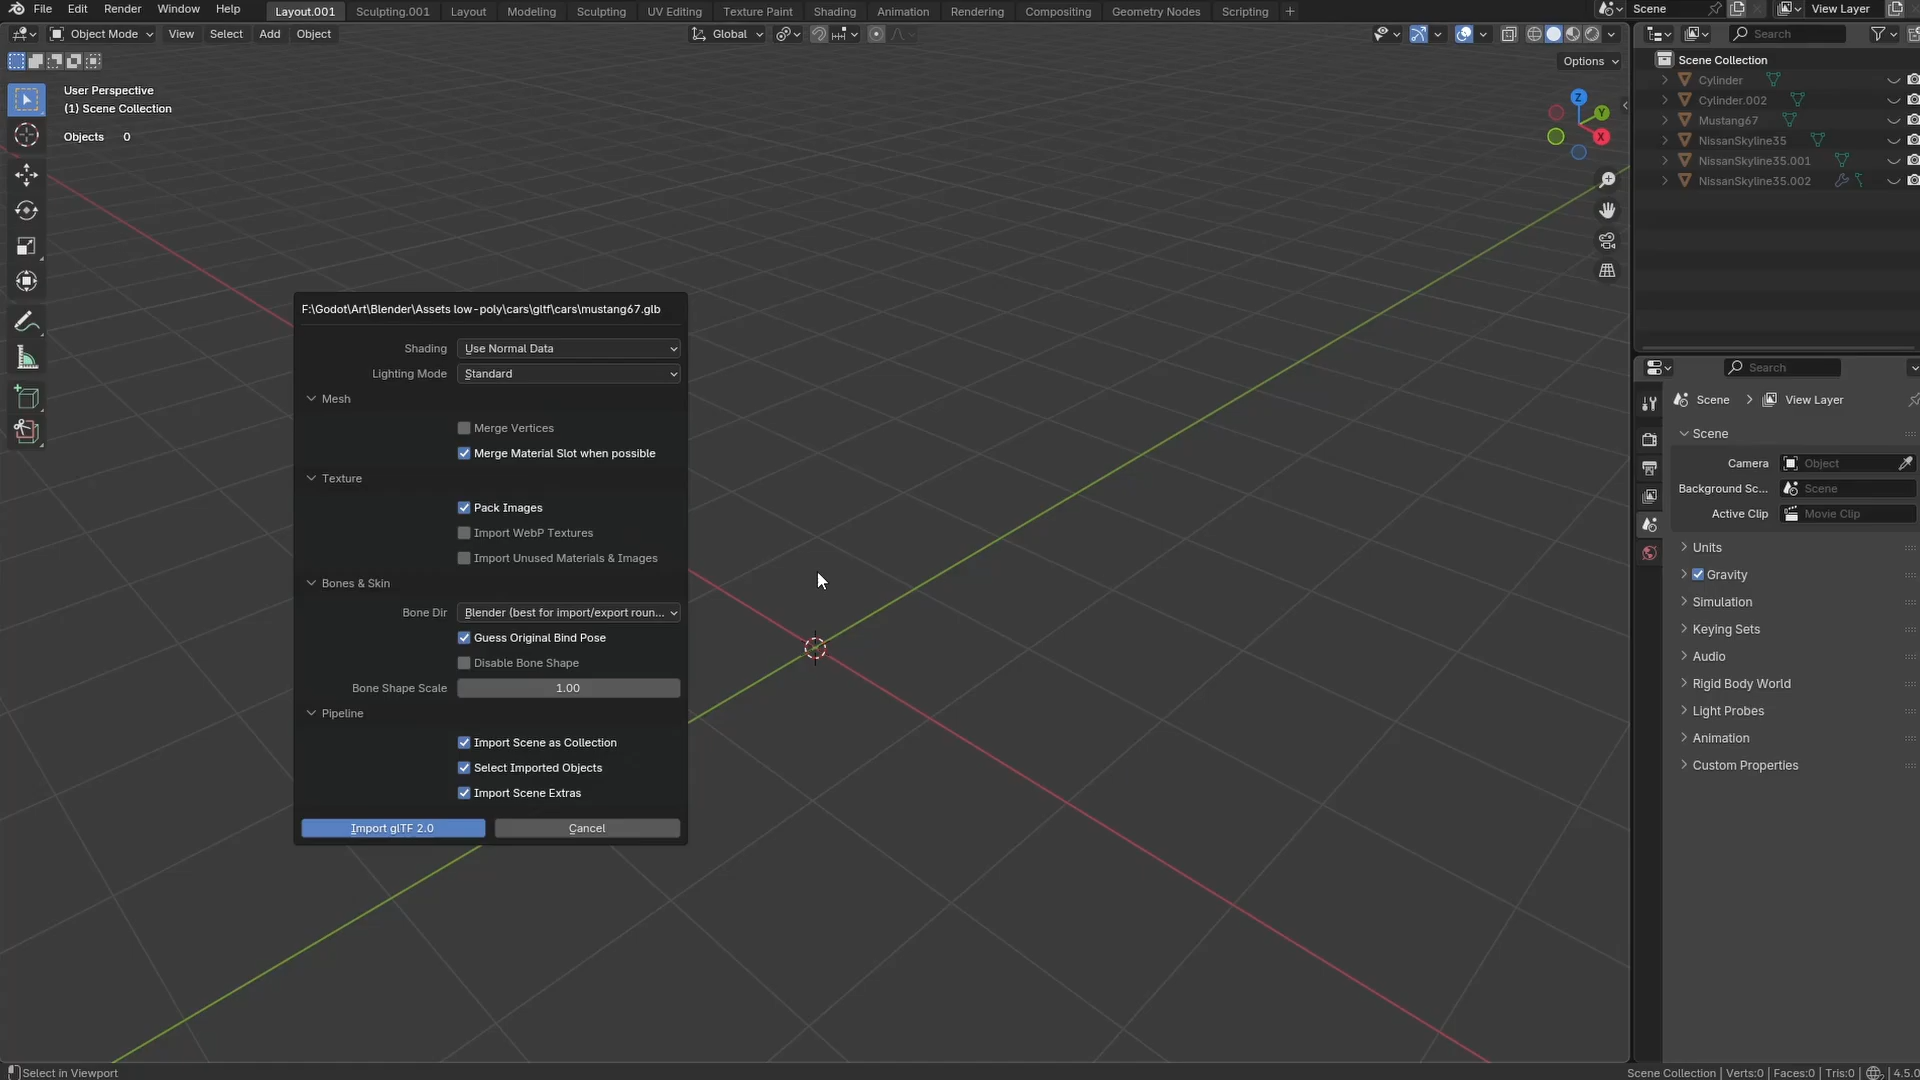 File Edit Render Window Help Layout.001 Sculpting.001 Layout Modeling Sculpting UV Editing Texture Paint Shading Animation Rendering Compositing Geometry Nodes Scripting + Scene View Layer
Object Mode View Select Add Object Global Search
Options
User Perspective
(1) Scene Collection
Objects 0
Z
Y
X
Scene Collection
Cylinder
Cylinder.002
Mustang67
NissanSkyline35
NissanSkyline35.001
NissanSkyline35.002
F:\Godot\Art\Blender\Assets low-poly\cars\gltf\cars\mustang67.glb
Shading Use Normal Data
Lighting Mode Standard
Mesh
Merge Vertices
Merge Material Slot when possible
Texture
Pack Images
Import WebP Textures
Import Unused Materials & Images
Bones & Skin
Bone Dir Blender (best for import/export roun...
Guess Original Bind Pose
Disable Bone Shape
Bone Shape Scale 1.00
Pipeline
Import Scene as Collection
Select Imported Objects
Import Scene Extras
Import glTF 2.0 Cancel
Search
Scene > View Layer
Scene
Camera Object
Background Sc... Scene
Active Clip Movie Clip
Units
Gravity
Simulation
Keying Sets
Audio
Rigid Body World
Light Probes
Animation
Custom Properties
Select in Viewport
Scene Collection | Verts:0 | Faces:0 | Tris:0 | 4.5.0